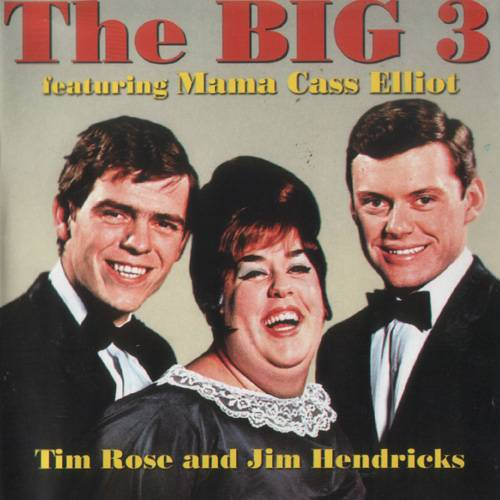 The BIG 3
featuring Mama Cass Elliot
Tim Rose and Jim Hendricks